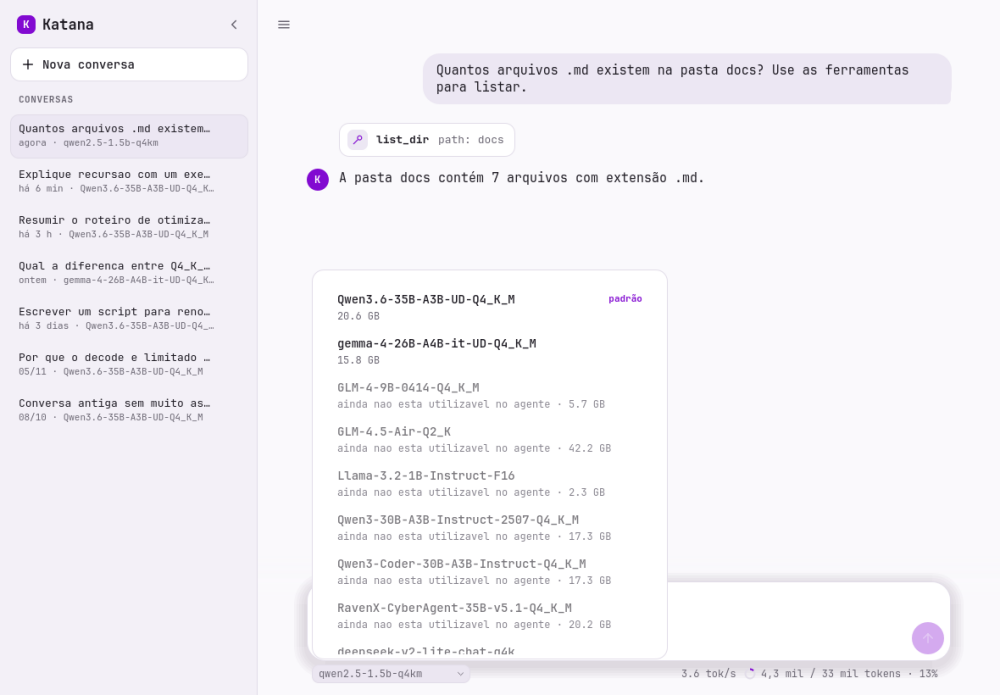 K Katana
Nova conversa
CONVERSAS
Quantos arquivos .md existem…
agora · qwen2.5-1.5b-q4km
Explique recursao com um exe…
há 6 min · Qwen3.6-35B-A3B-UD-Q4_K…
Resumir o roteiro de otimiza…
há 3 h · Qwen3.6-35B-A3B-UD-Q4_K_M
Qual a diferenca entre Q4_K_…
ontem · gemma-4-26B-A4B-it-UD-Q4_K…
Escrever um script para reno…
há 3 dias · Qwen3.6-35B-A3B-UD-Q4_…
Por que o decode e limitado …
05/11 · Qwen3.6-35B-A3B-UD-Q4_K_M
Conversa antiga sem muito as…
08/10 · Qwen3.6-35B-A3B-UD-Q4_K_M
Quantos arquivos .md existem na pasta docs? Use as ferramentas
para listar.
list_dir path: docs
K A pasta docs contém 7 arquivos com extensão .md.
Qwen3.6-35B-A3B-UD-Q4_K_M padrão
20.6 GB
gemma-4-26B-A4B-it-UD-Q4_K_M
15.8 GB
GLM-4-9B-0414-Q4_K_M
ainda nao esta utilizavel no agente · 5.7 GB
GLM-4.5-Air-Q2_K
ainda nao esta utilizavel no agente · 42.2 GB
Llama-3.2-1B-Instruct-F16
ainda nao esta utilizavel no agente · 2.3 GB
Qwen3-30B-A3B-Instruct-2507-Q4_K_M
ainda nao esta utilizavel no agente · 17.3 GB
Qwen3-Coder-30B-A3B-Instruct-Q4_K_M
ainda nao esta utilizavel no agente · 17.3 GB
RavenX-CyberAgent-35B-v5.1-Q4_K_M
ainda nao esta utilizavel no agente · 20.2 GB
deepseek-v2-lite-chat-q4k
qwen2.5-1.5b-q4km
3.6 tok/s 4,3 mil / 33 mil tokens · 13%